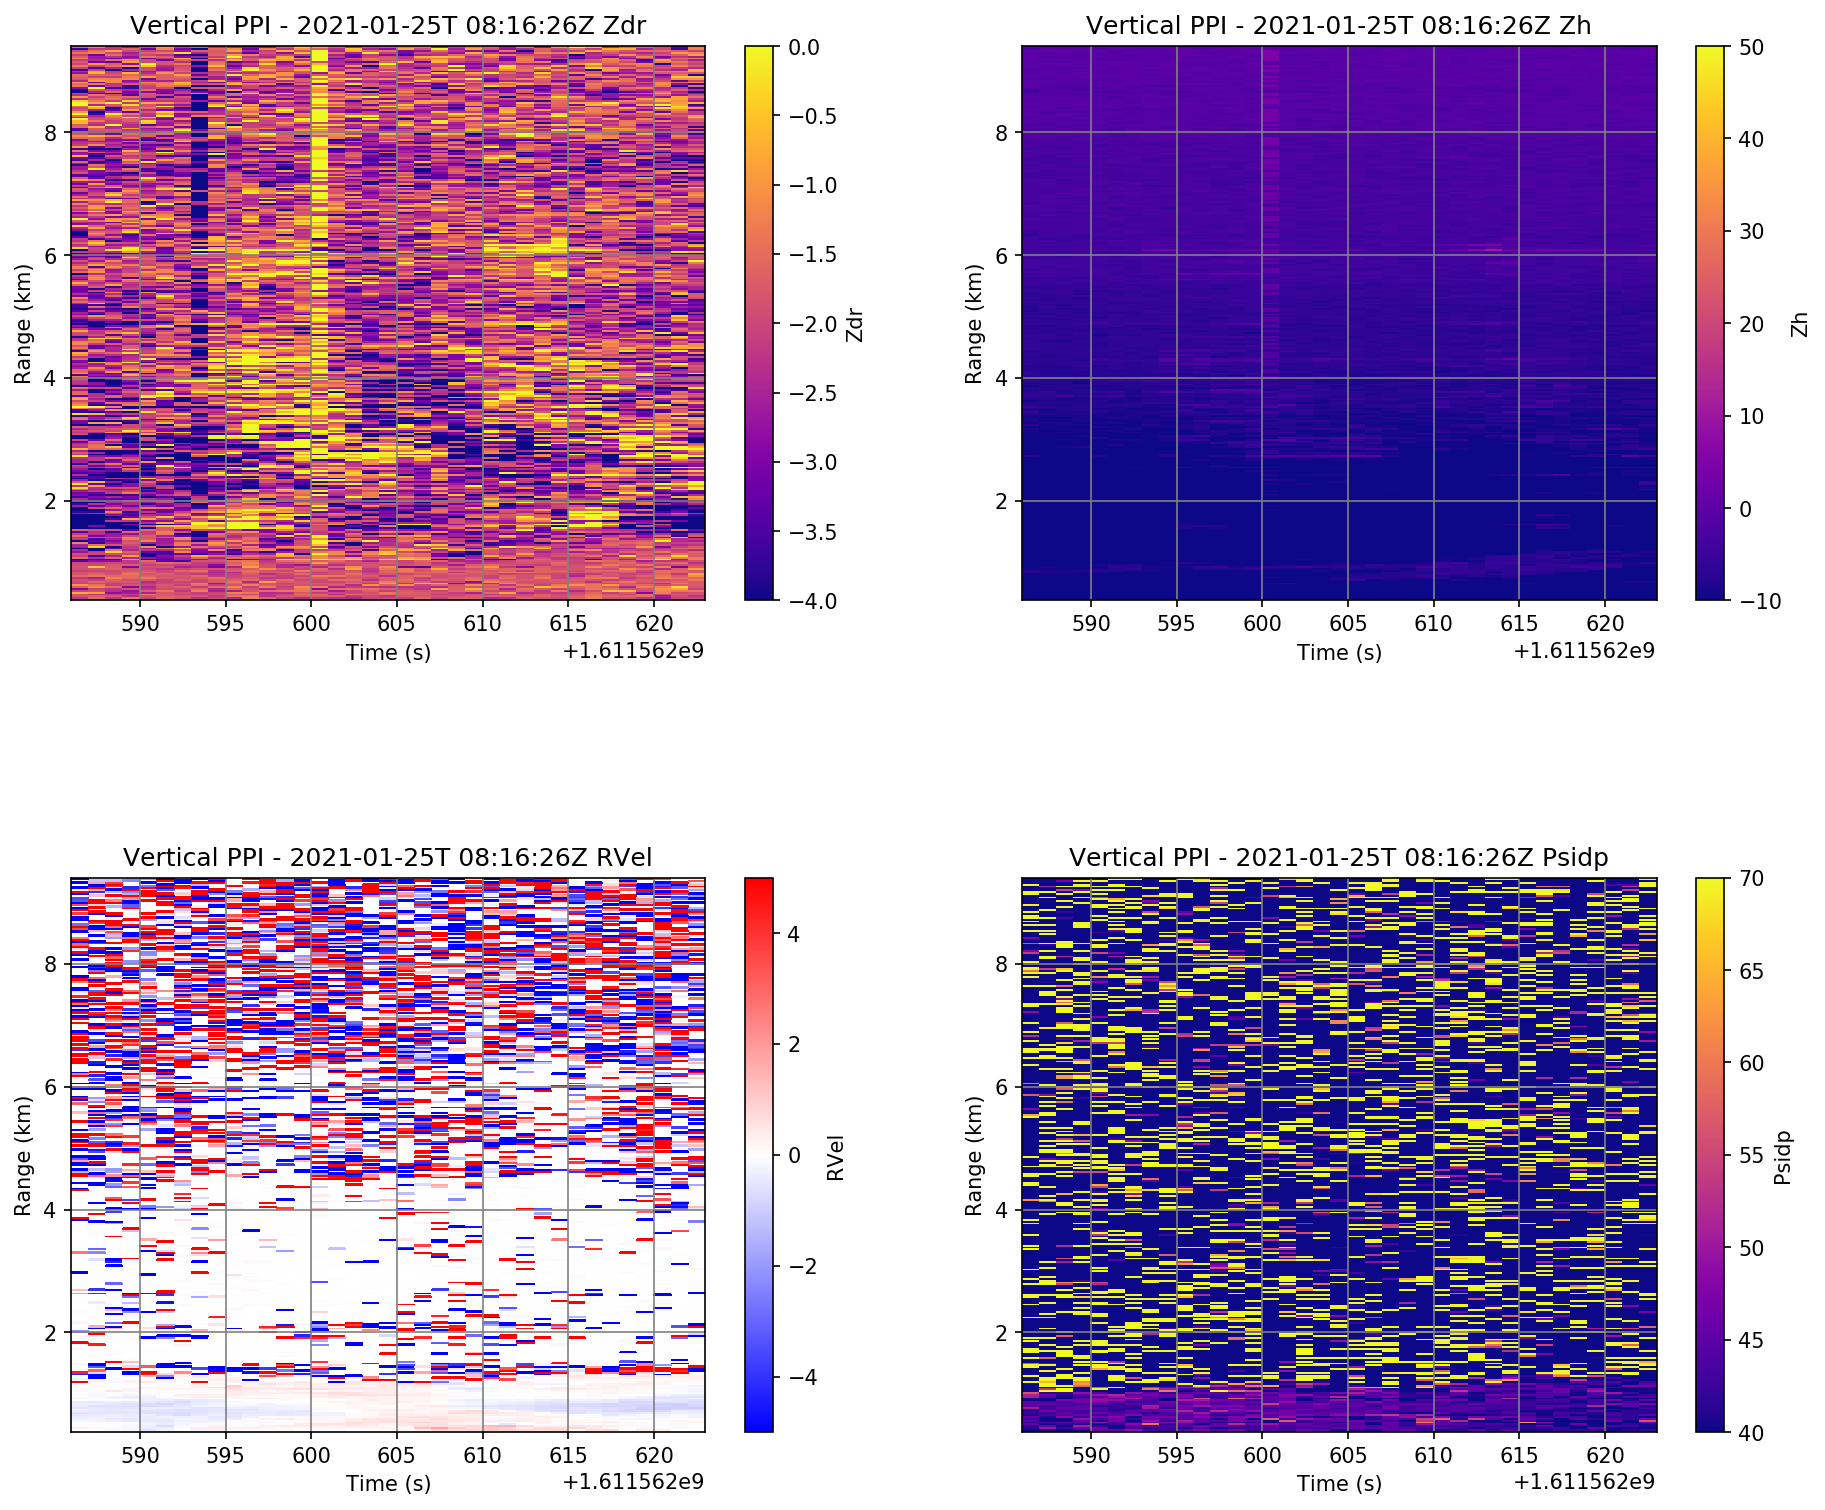 Vertical PPI - 2021-01-25T 08:16:26Z Zdr
Range (km)
8
6
4
2
590 595 600 605 610 615 620
Time (s)
+1.611562e9
0.0
−0.5
−1.0
−1.5
−2.0
−2.5
−3.0
−3.5
−4.0
Zdr
Vertical PPI - 2021-01-25T 08:16:26Z Zh
Range (km)
8
6
4
2
590 595 600 605 610 615 620
Time (s)
+1.611562e9
50
40
30
20
10
0
−10
Zh
Vertical PPI - 2021-01-25T 08:16:26Z RVel
Range (km)
8
6
4
2
590 595 600 605 610 615 620
Time (s)
+1.611562e9
4
2
0
−2
−4
RVel
Vertical PPI - 2021-01-25T 08:16:26Z Psidp
Range (km)
8
6
4
2
590 595 600 605 610 615 620
Time (s)
+1.611562e9
70
65
60
55
50
45
40
Psidp